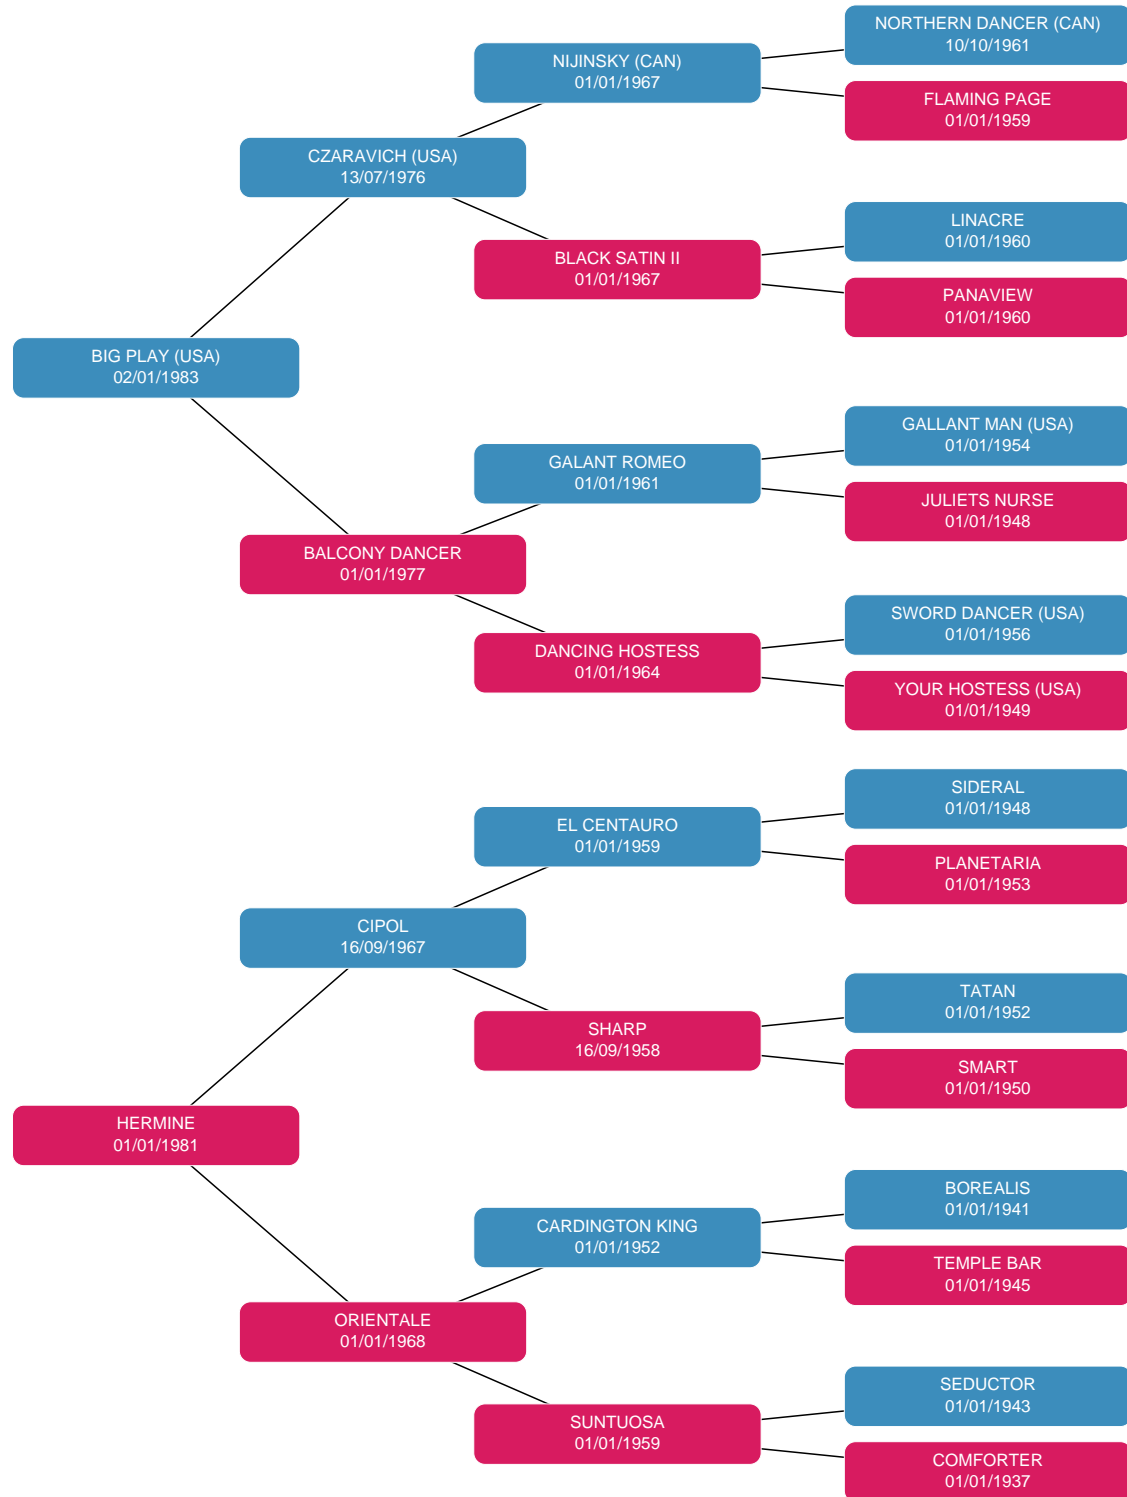 NORTHERN DANCER (CAN)
10/10/1961
NIJINSKY (CAN)
01/01/1967
FLAMING PAGE
01/01/1959
CZARAVICH (USA)
13/07/1976
LINACRE
01/01/1960
BLACK SATIN II
01/01/1967
PANAVIEW
01/01/1960
BIG PLAY (USA)
02/01/1983
GALLANT MAN (USA)
01/01/1954
GALANT ROMEO
01/01/1961
JULIETS NURSE
01/01/1948
BALCONY DANCER
01/01/1977
SWORD DANCER (USA)
01/01/1956
DANCING HOSTESS
01/01/1964
YOUR HOSTESS (USA)
01/01/1949
SIDERAL
01/01/1948
EL CENTAURO
01/01/1959
PLANETARIA
01/01/1953
CIPOL
16/09/1967
TATAN
01/01/1952
SHARP
16/09/1958
SMART
01/01/1950
HERMINE
01/01/1981
BOREALIS
01/01/1941
CARDINGTON KING
01/01/1952
TEMPLE BAR
01/01/1945
ORIENTALE
01/01/1968
SEDUCTOR
01/01/1943
SUNTUOSA
01/01/1959
COMFORTER
01/01/1937